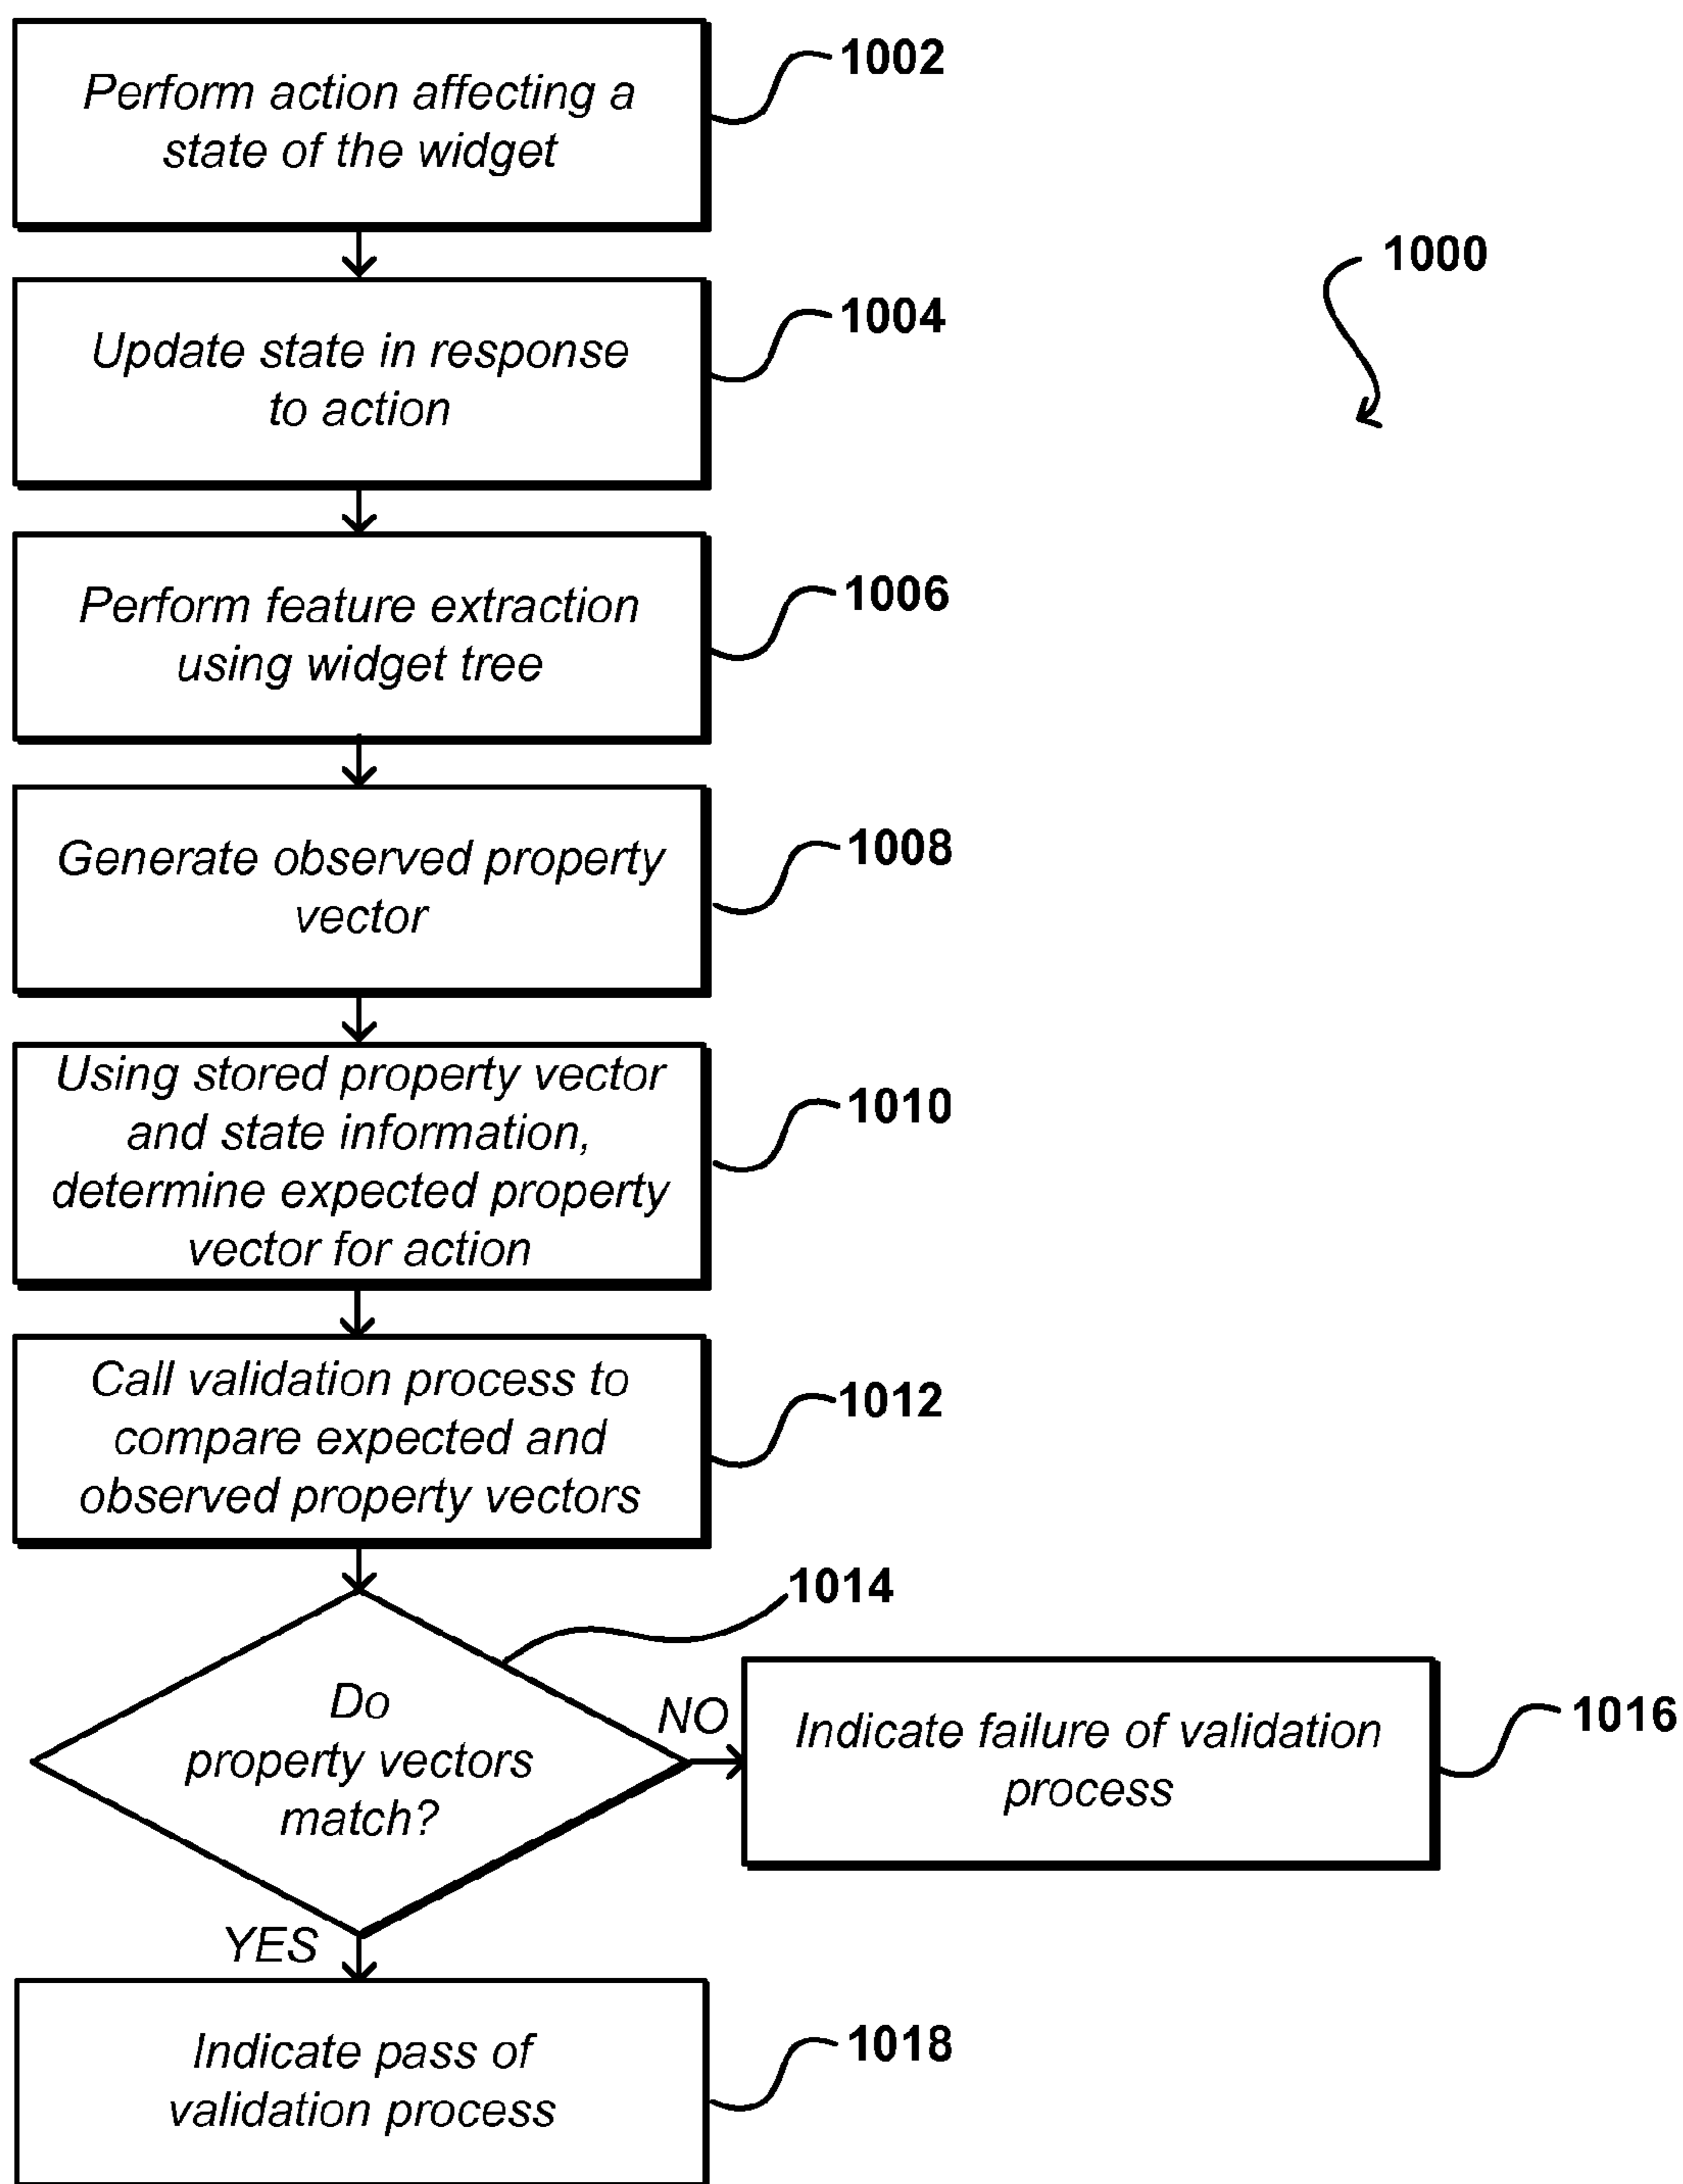 Perform action affecting a
state of the widget
1002
1000
Update state in response
to action
1004
Perform feature extraction
using widget tree
1006
Generate observed property
vector
1008
Using stored property vector
and state information,
determine expected property
vector for action
1010
Call validation process to
compare expected and
observed property vectors
1012
1014
Do
property vectors
match?
NO
Indicate failure of validation
process
1016
YES
Indicate pass of
validation process
1018